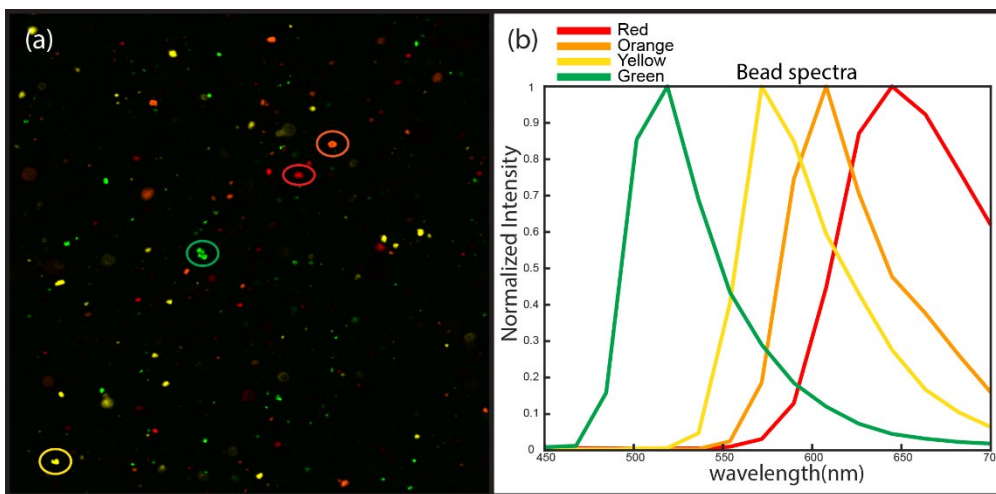 (a)
(b)
Red
Orange
Yellow
Green
Bead spectra
Normalized Intensity
1
0.9
0.8
0.7
0.6
0.5
0.4
0.3
0.2
0.1
0
450
500
550
600
650
70
wavelength(nm)